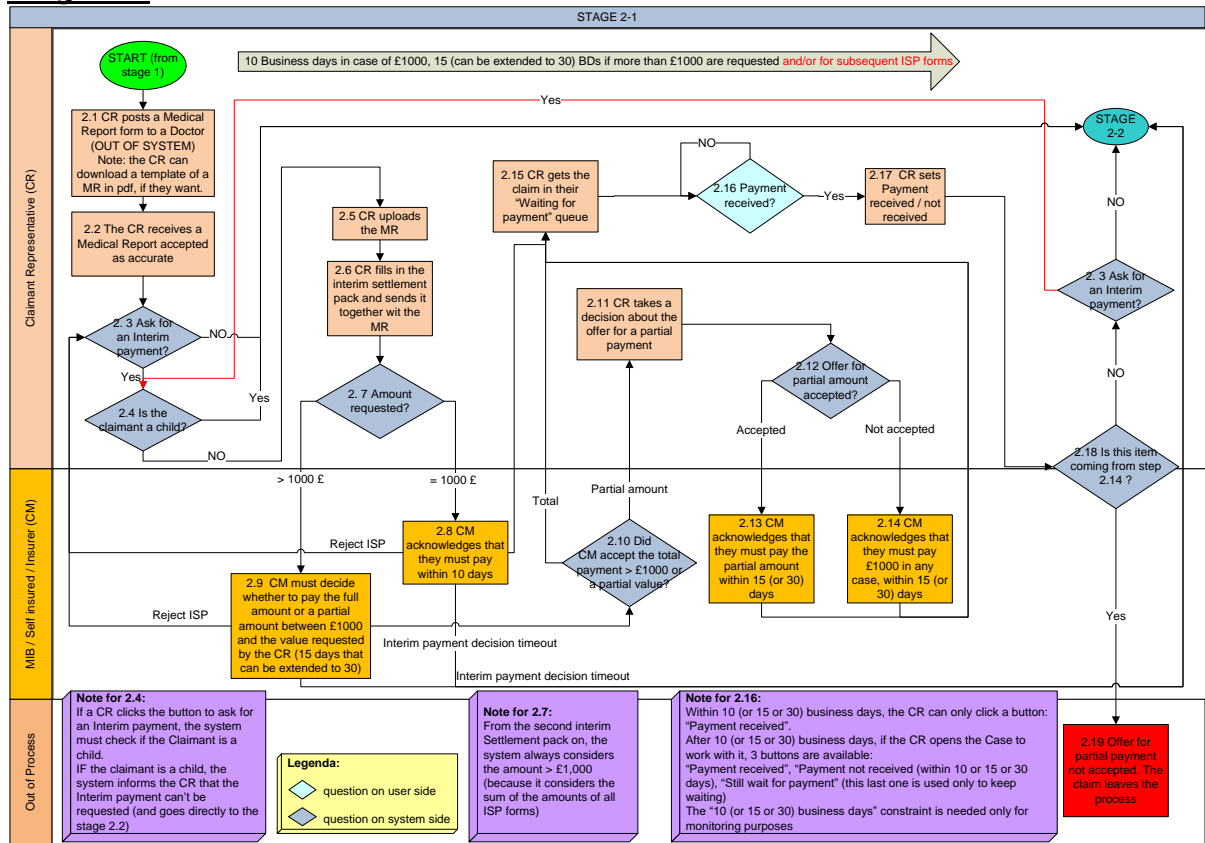 STAGE 2-1
Claimant Representative (CR)
START (from
stage 1)
10 Business days in case of £1000, 15 (can be extended to 30) BDs if more than £1000 are requested and/or for subsequent ISP forms
Yes
2.1 CR posts a Medical
Report form to a Doctor
(OUT OF SYSTEM)
Note: the CR can
download a template of a
MR in pdf, if they want.
2.2 The CR receives a
Medical Report accepted
as accurate
2. 3 Ask for
an Interim
payment?
NO
Yes
2.4 Is the
claimant a child?
Yes
NO
2.5 CR uploads
the MR
2.6 CR fills in the
interim settlement
pack and sends it
together wit the
MR
2. 7 Amount
requested?
> 1000 £
= 1000 £
2.15 CR gets the
claim in their
“Waiting for
payment” queue
NO
2.16 Payment
received?
Yes
2.17 CR sets
Payment
received / not
received
2.11 CR takes a
decision about the
offer for a partial
payment
2.12 Offer for
partial amount
accepted?
Accepted
Not accepted
STAGE
2-2
NO
2. 3 Ask for
an Interim
payment?
NO
2.18 Is this item
coming from step
2.14 ?
Yes
MIB / Self insured / Insurer (CM)
Reject ISP
2.8 CM
acknowledges that
they must pay
within 10 days
Total
Partial amount
2.10 Did
CM accept the total
payment > £1000 or
a partial value?
2.13 CM
acknowledges that
they must pay the
partial amount
within 15 (or 30)
days
2.14 CM
acknowledges that
they must pay
£1000 in any
case, within 15 (or
30) days
Reject ISP
2.9 CM must decide
whether to pay the full
amount or a partial
amount between £1000
and the value requested
by the CR (15 days that
can be extended to 30)
Interim payment decision timeout
Interim payment decision timeout
Out of Process
Note for 2.4:
If a CR clicks the button to ask for
an Interim payment, the system
must check if the Claimant is a
child.
IF the claimant is a child, the
system informs the CR that the
Interim payment can’t be
requested (and goes directly to the
stage 2.2)
Legenda:
question on user side
question on system side
Note for 2.7:
From the second interim
Settlement pack on, the
system always considers
the amount > £1,000
(because it considers the
sum of the amounts of all
ISP forms)
Note for 2.16:
Within 10 (or 15 or 30) business days, the CR can only click a button:
“Payment received”.
After 10 (or 15 or 30) business days, if the CR opens the Case to
work with it, 3 buttons are available:
“Payment received”, “Payment not received (within 10 or 15 or 30
days), “Still wait for payment” (this last one is used only to keep
waiting)
The “10 (or 15 or 30) business days” constraint is needed only for
monitoring purposes
2.19 Offer for
partial payment
not accepted. The
claim leaves the
process